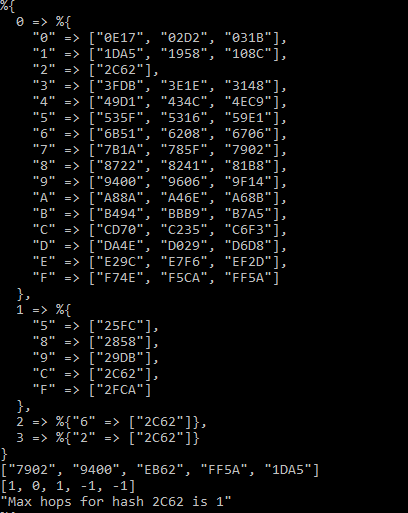 %{
  0 => %{
    "0" => ["0E17", "02D2", "031B"],
    "1" => ["1DA5", "1958", "108C"],
    "2" => ["2C62"],
    "3" => ["3FDB", "3E1E", "3148"],
    "4" => ["49D1", "434C", "4EC9"],
    "5" => ["535F", "5316", "59E1"],
    "6" => ["6B51", "6208", "6706"],
    "7" => ["7B1A", "785F", "7902"],
    "8" => ["8722", "8241", "81B8"],
    "9" => ["9400", "9606", "9F14"],
    "A" => ["A88A", "A46E", "A68B"],
    "B" => ["B494", "BBB9", "B7A5"],
    "C" => ["CD70", "C235", "C6F3"],
    "D" => ["DA4E", "D029", "D6D8"],
    "E" => ["E29C", "E7F6", "EF2D"],
    "F" => ["F74E", "F5CA", "FF5A"]
  },
  1 => %{
    "5" => ["25FC"],
    "8" => ["2858"],
    "9" => ["29DB"],
    "C" => ["2C62"],
    "F" => ["2FCA"]
  },
  2 => %{"6" => ["2C62"]},
  3 => %{"2" => ["2C62"]}
}
["7902", "9400", "EB62", "FF5A", "1DA5"]
[1, 0, 1, -1, -1]
"Max hops for hash 2C62 is 1"